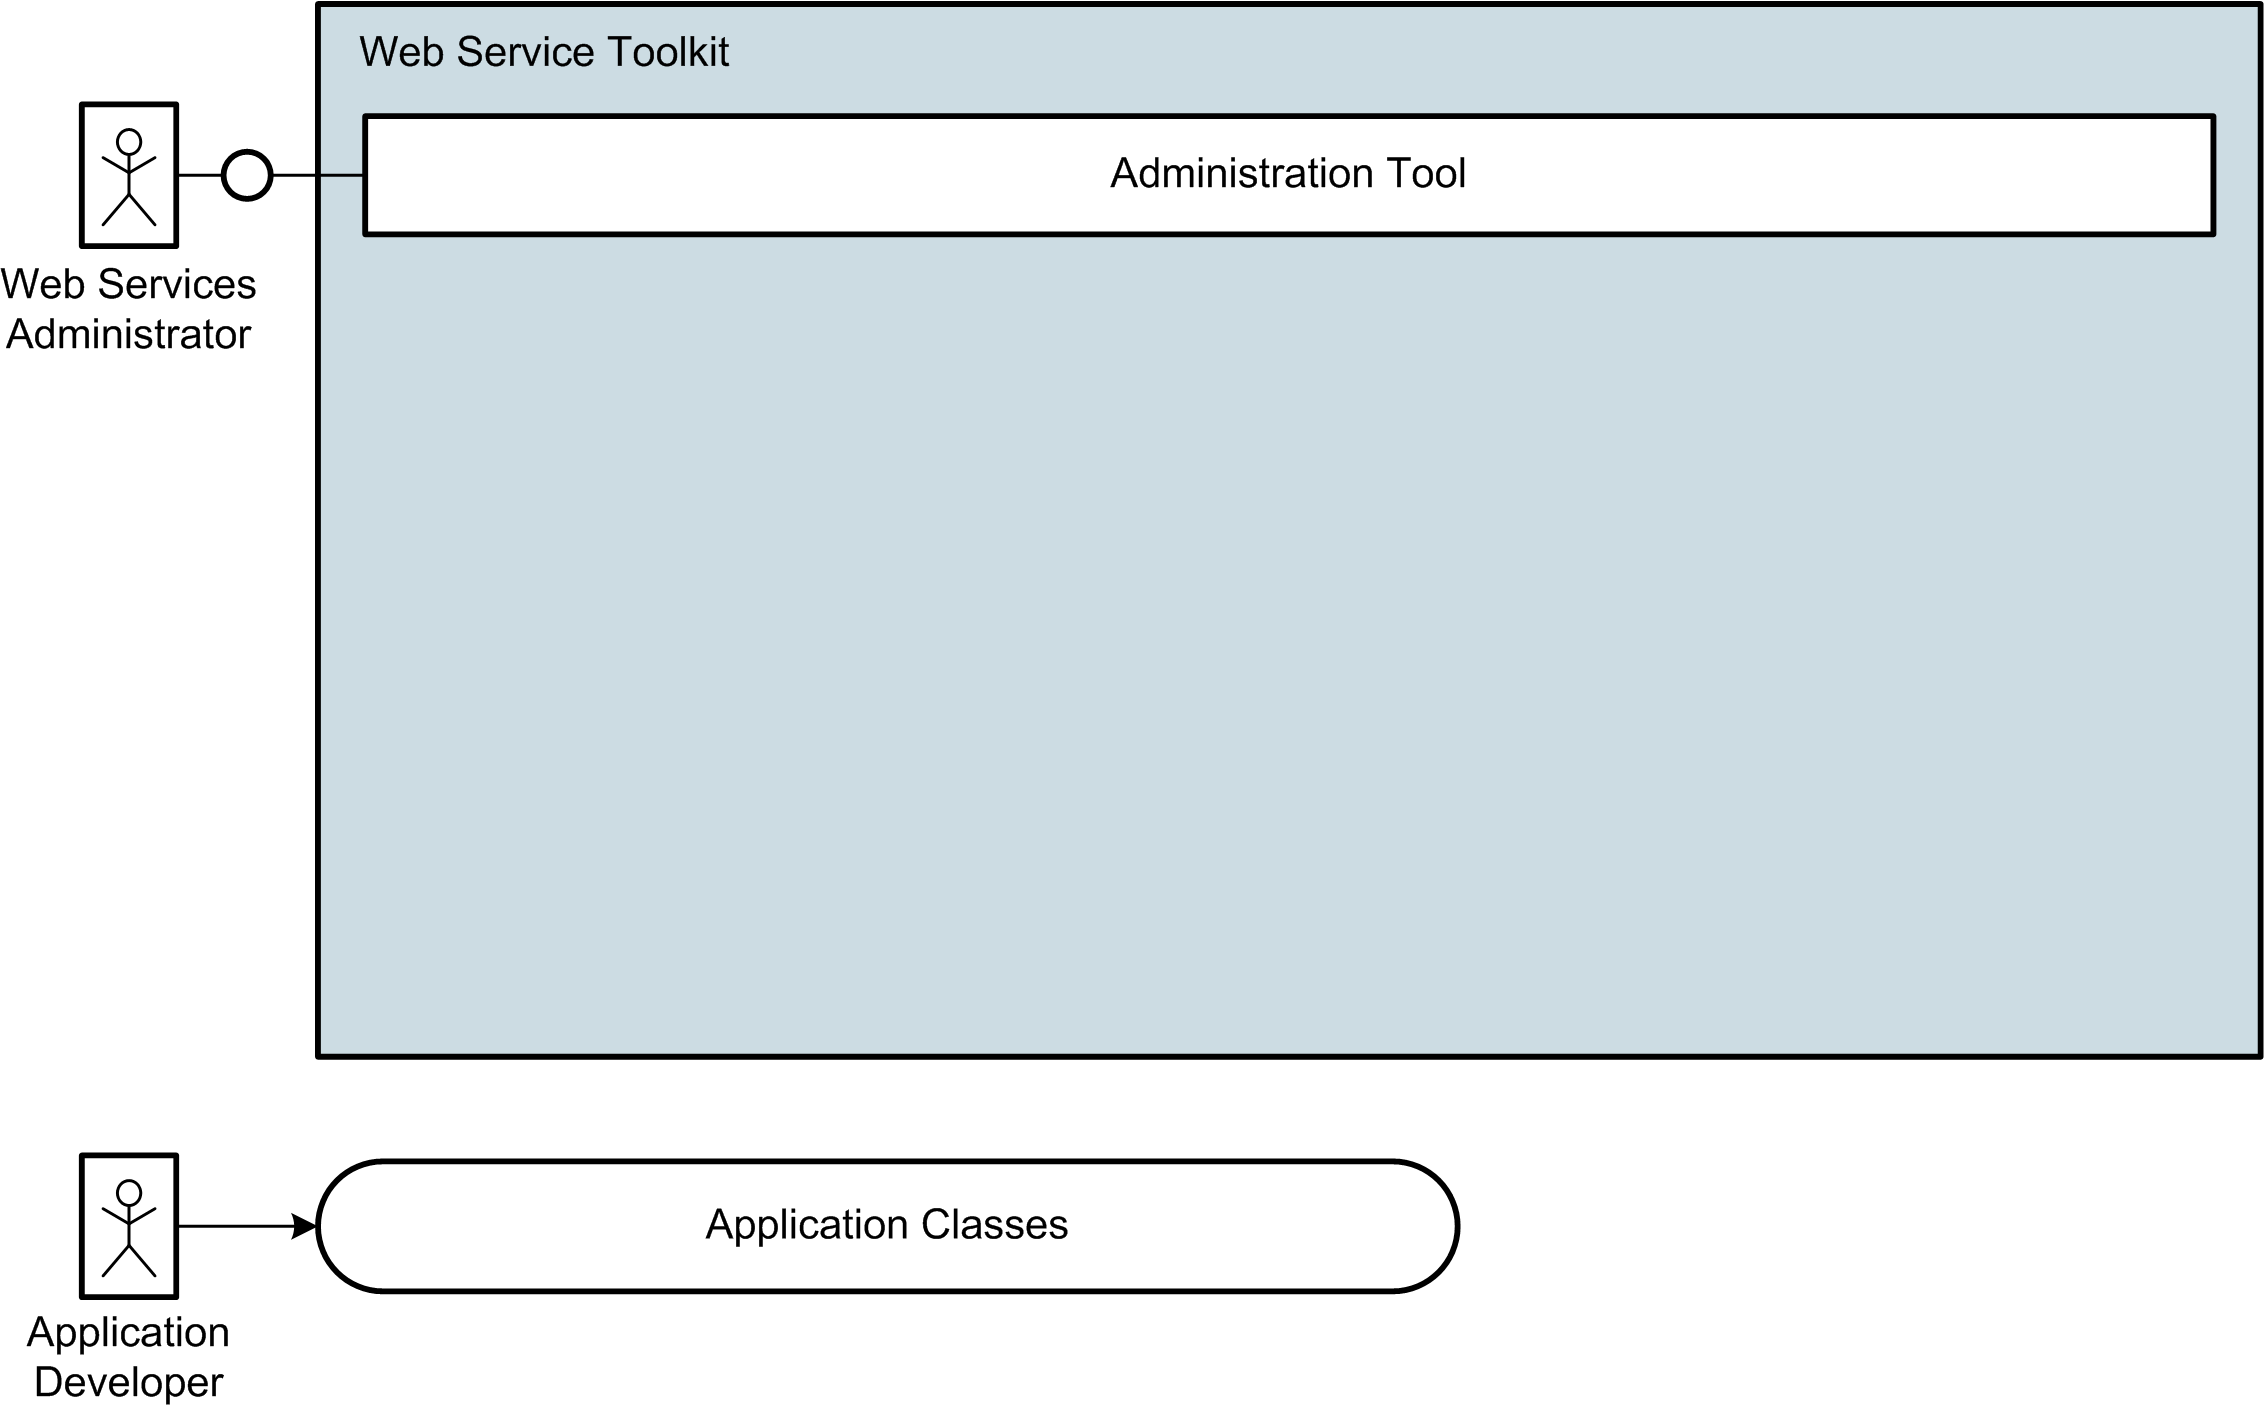 Web Service Toolkit
Administration Tool
Web Services
Administrator
Application Classes
Application
Developer